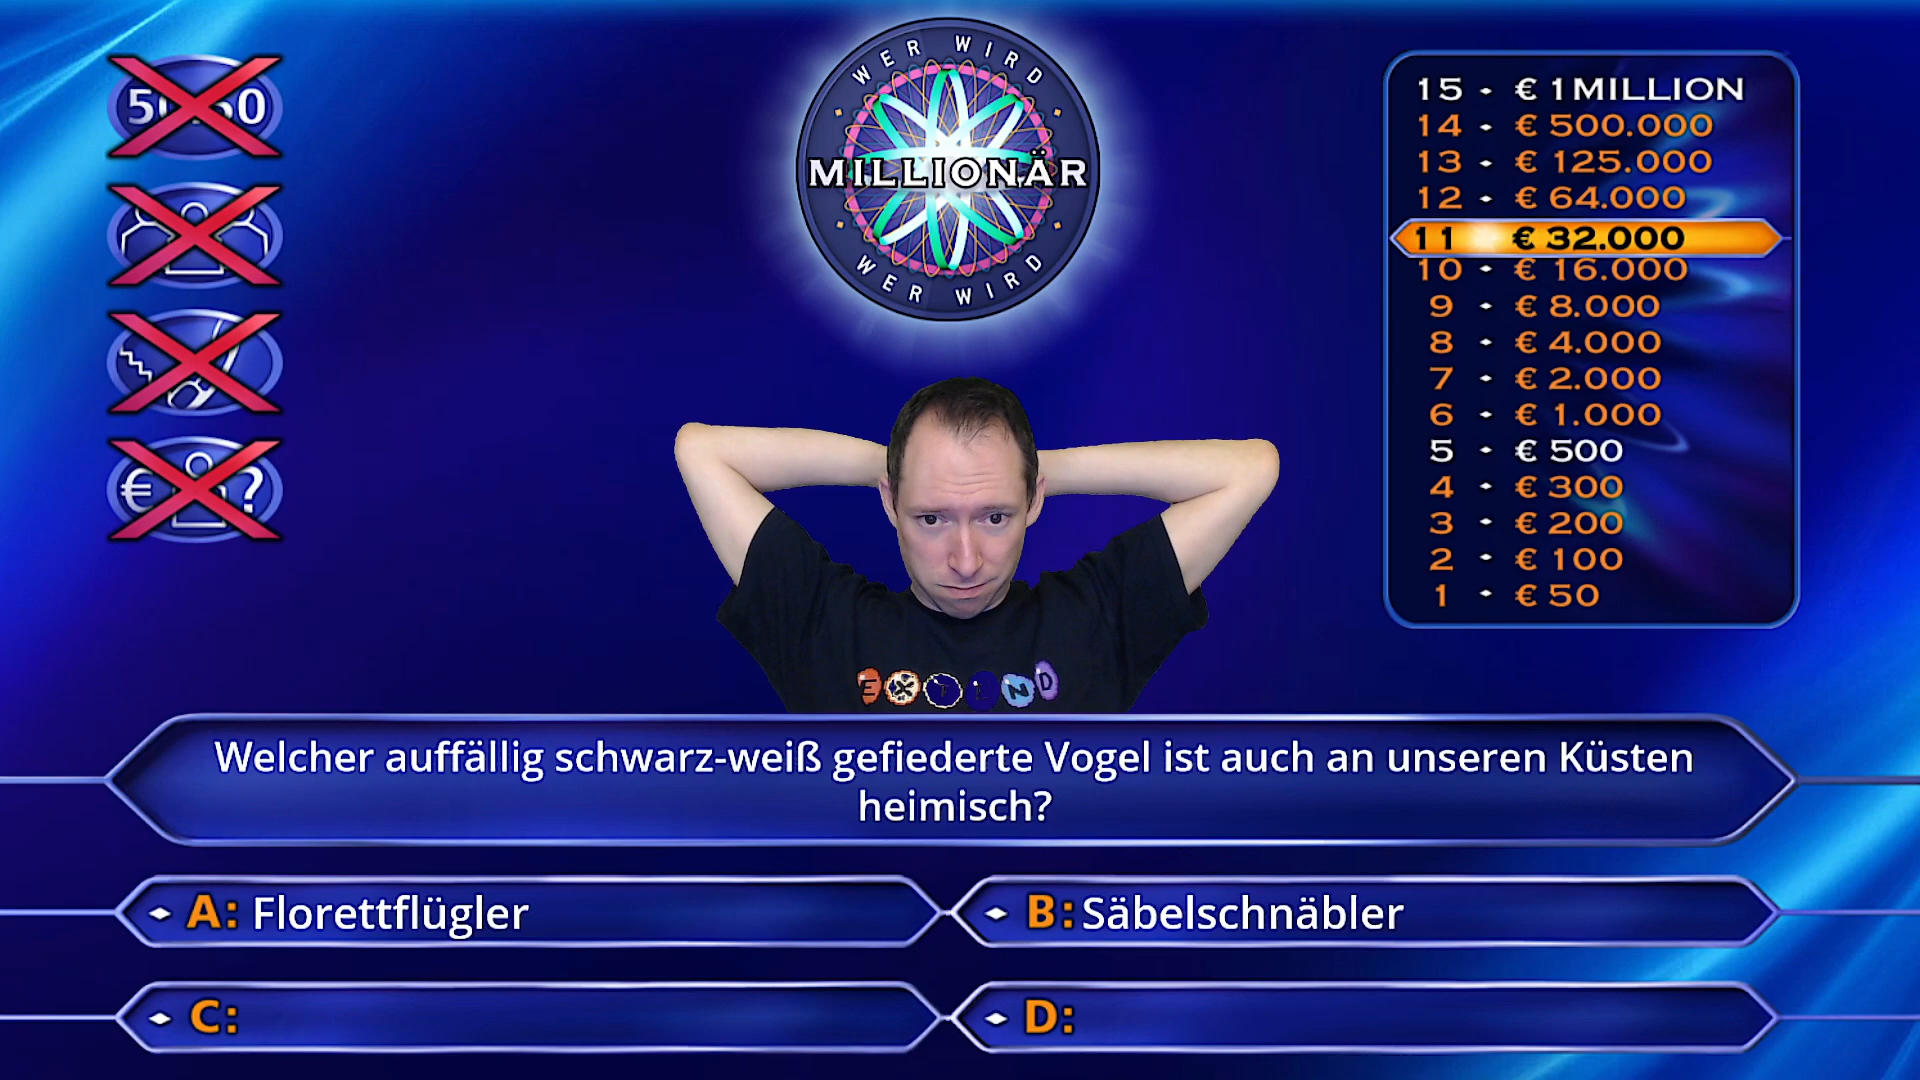 50:50
€ ?
WER WIRD
MILLIONÄR
WER WIRD
15 · € 1 MILLION
14 · € 500.000
13 · € 125.000
12 · € 64.000
11 € 32.000
10 · € 16.000
9 · € 8.000
8 · € 4.000
7 · € 2.000
6 · € 1.000
5 · € 500
4 · € 300
3 · € 200
2 · € 100
1 · € 50
EXTEND
Welcher auffällig schwarz-weiß gefiederte Vogel ist auch an unseren Küsten
heimisch?
A: Florettflügler
B: Säbelschnäbler
C:
D: